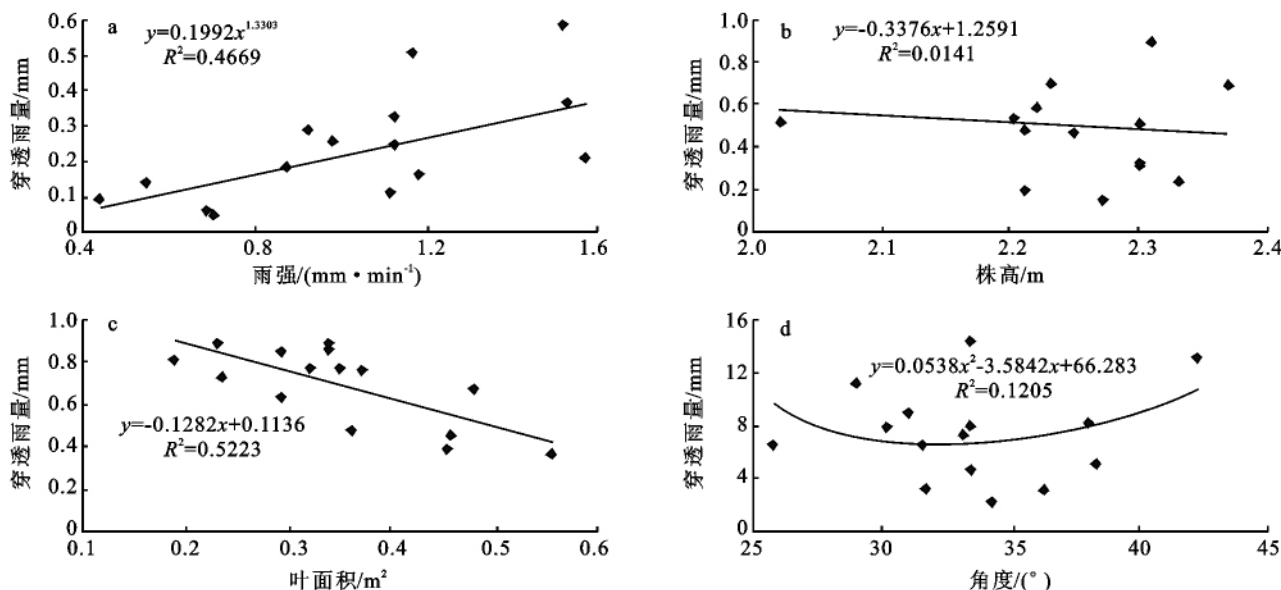 a
y=0.1992x^1.3303
R²=0.4669
穿透雨量/mm
0.6
0.5
0.4
0.3
0.2
0.1
0
0.4 0.8 1.2 1.6
雨强/(mm·min⁻¹)
b
y=-0.3376x+1.2591
R²=0.0141
穿透雨量/mm
1.0
0.8
0.6
0.4
0.2
0
2.0 2.1 2.2 2.3 2.4
株高/m
c
y=-0.1282x+0.1136
R²=0.5223
穿透雨量/mm
1.0
0.8
0.6
0.4
0.2
0
0.1 0.2 0.3 0.4 0.5 0.6
叶面积/m²
d
y=0.0538x²-3.5842x+66.283
R²=0.1205
穿透雨量/mm
16
12
8
4
0
25 30 35 40 45
角度/(°)